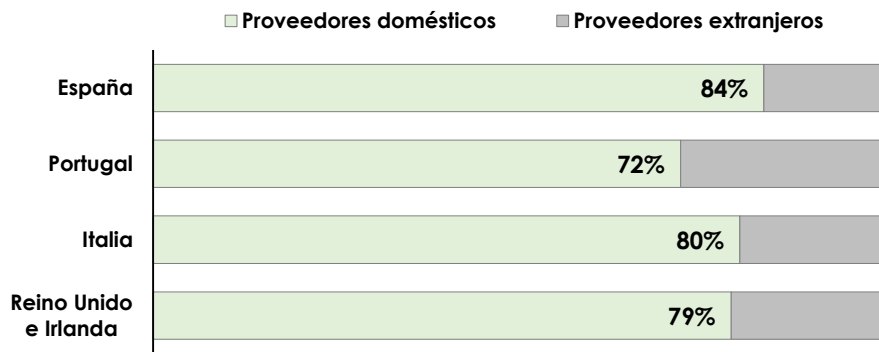 Proveedores domésticos Proveedores extranjeros
España 84%
Portugal 72%
Italia 80%
Reino Unido
e Irlanda 79%